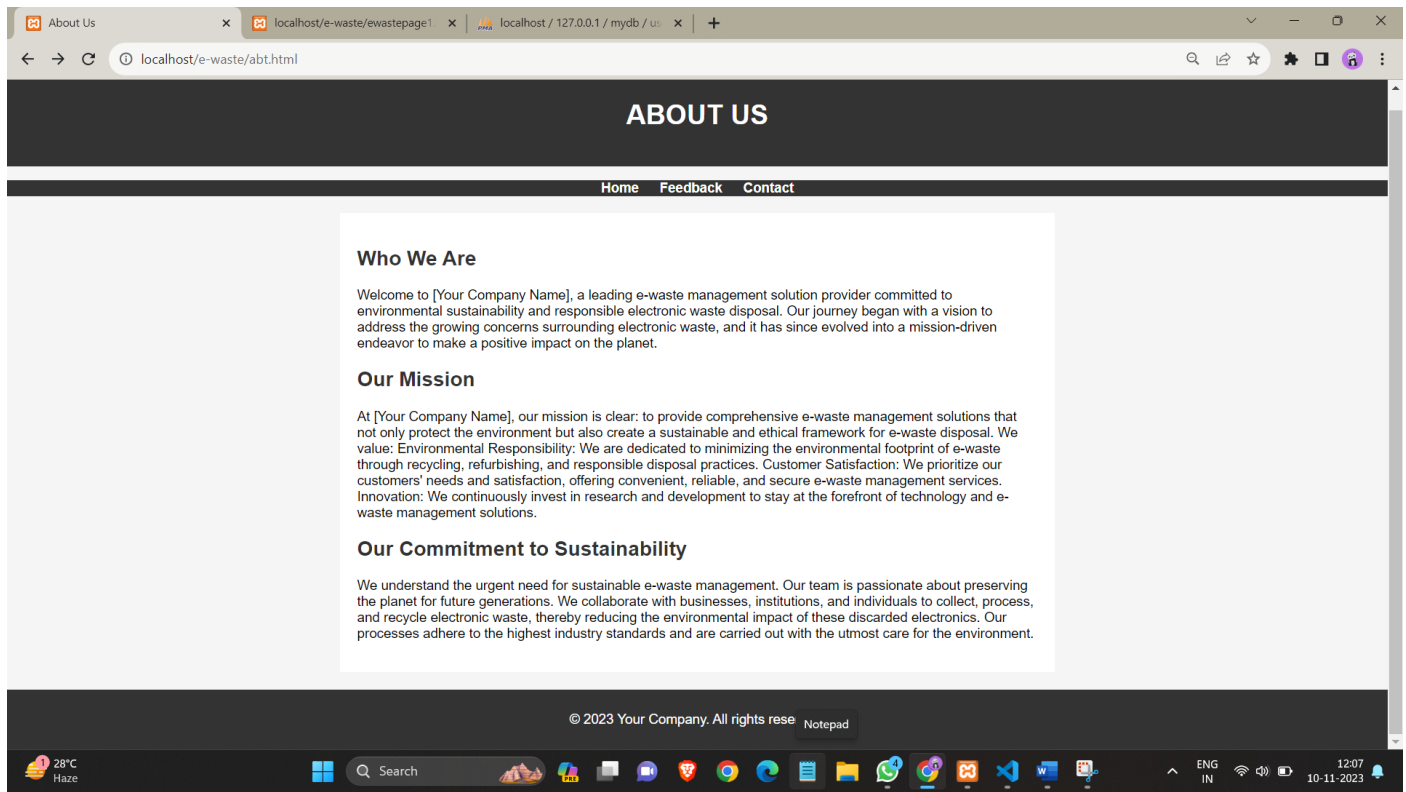 About Us
localhost/e-waste/ewastepage1.
localhost / 127.0.0.1 / mydb / us
localhost/e-waste/abt.html
ABOUT US
Home Feedback Contact
Who We Are
Welcome to [Your Company Name], a leading e-waste management solution provider committed to
environmental sustainability and responsible electronic waste disposal. Our journey began with a vision to
address the growing concerns surrounding electronic waste, and it has since evolved into a mission-driven
endeavor to make a positive impact on the planet.
Our Mission
At [Your Company Name], our mission is clear: to provide comprehensive e-waste management solutions that
not only protect the environment but also create a sustainable and ethical framework for e-waste disposal. We
value: Environmental Responsibility: We are dedicated to minimizing the environmental footprint of e-waste
through recycling, refurbishing, and responsible disposal practices. Customer Satisfaction: We prioritize our
customers' needs and satisfaction, offering convenient, reliable, and secure e-waste management services.
Innovation: We continuously invest in research and development to stay at the forefront of technology and e-
waste management solutions.
Our Commitment to Sustainability
We understand the urgent need for sustainable e-waste management. Our team is passionate about preserving
the planet for future generations. We collaborate with businesses, institutions, and individuals to collect, process,
and recycle electronic waste, thereby reducing the environmental impact of these discarded electronics. Our
processes adhere to the highest industry standards and are carried out with the utmost care for the environment.
© 2023 Your Company. All rights rese
Notepad
1
28°C
Haze
Search
PRE
4
ENG
IN
12:07
10-11-2023